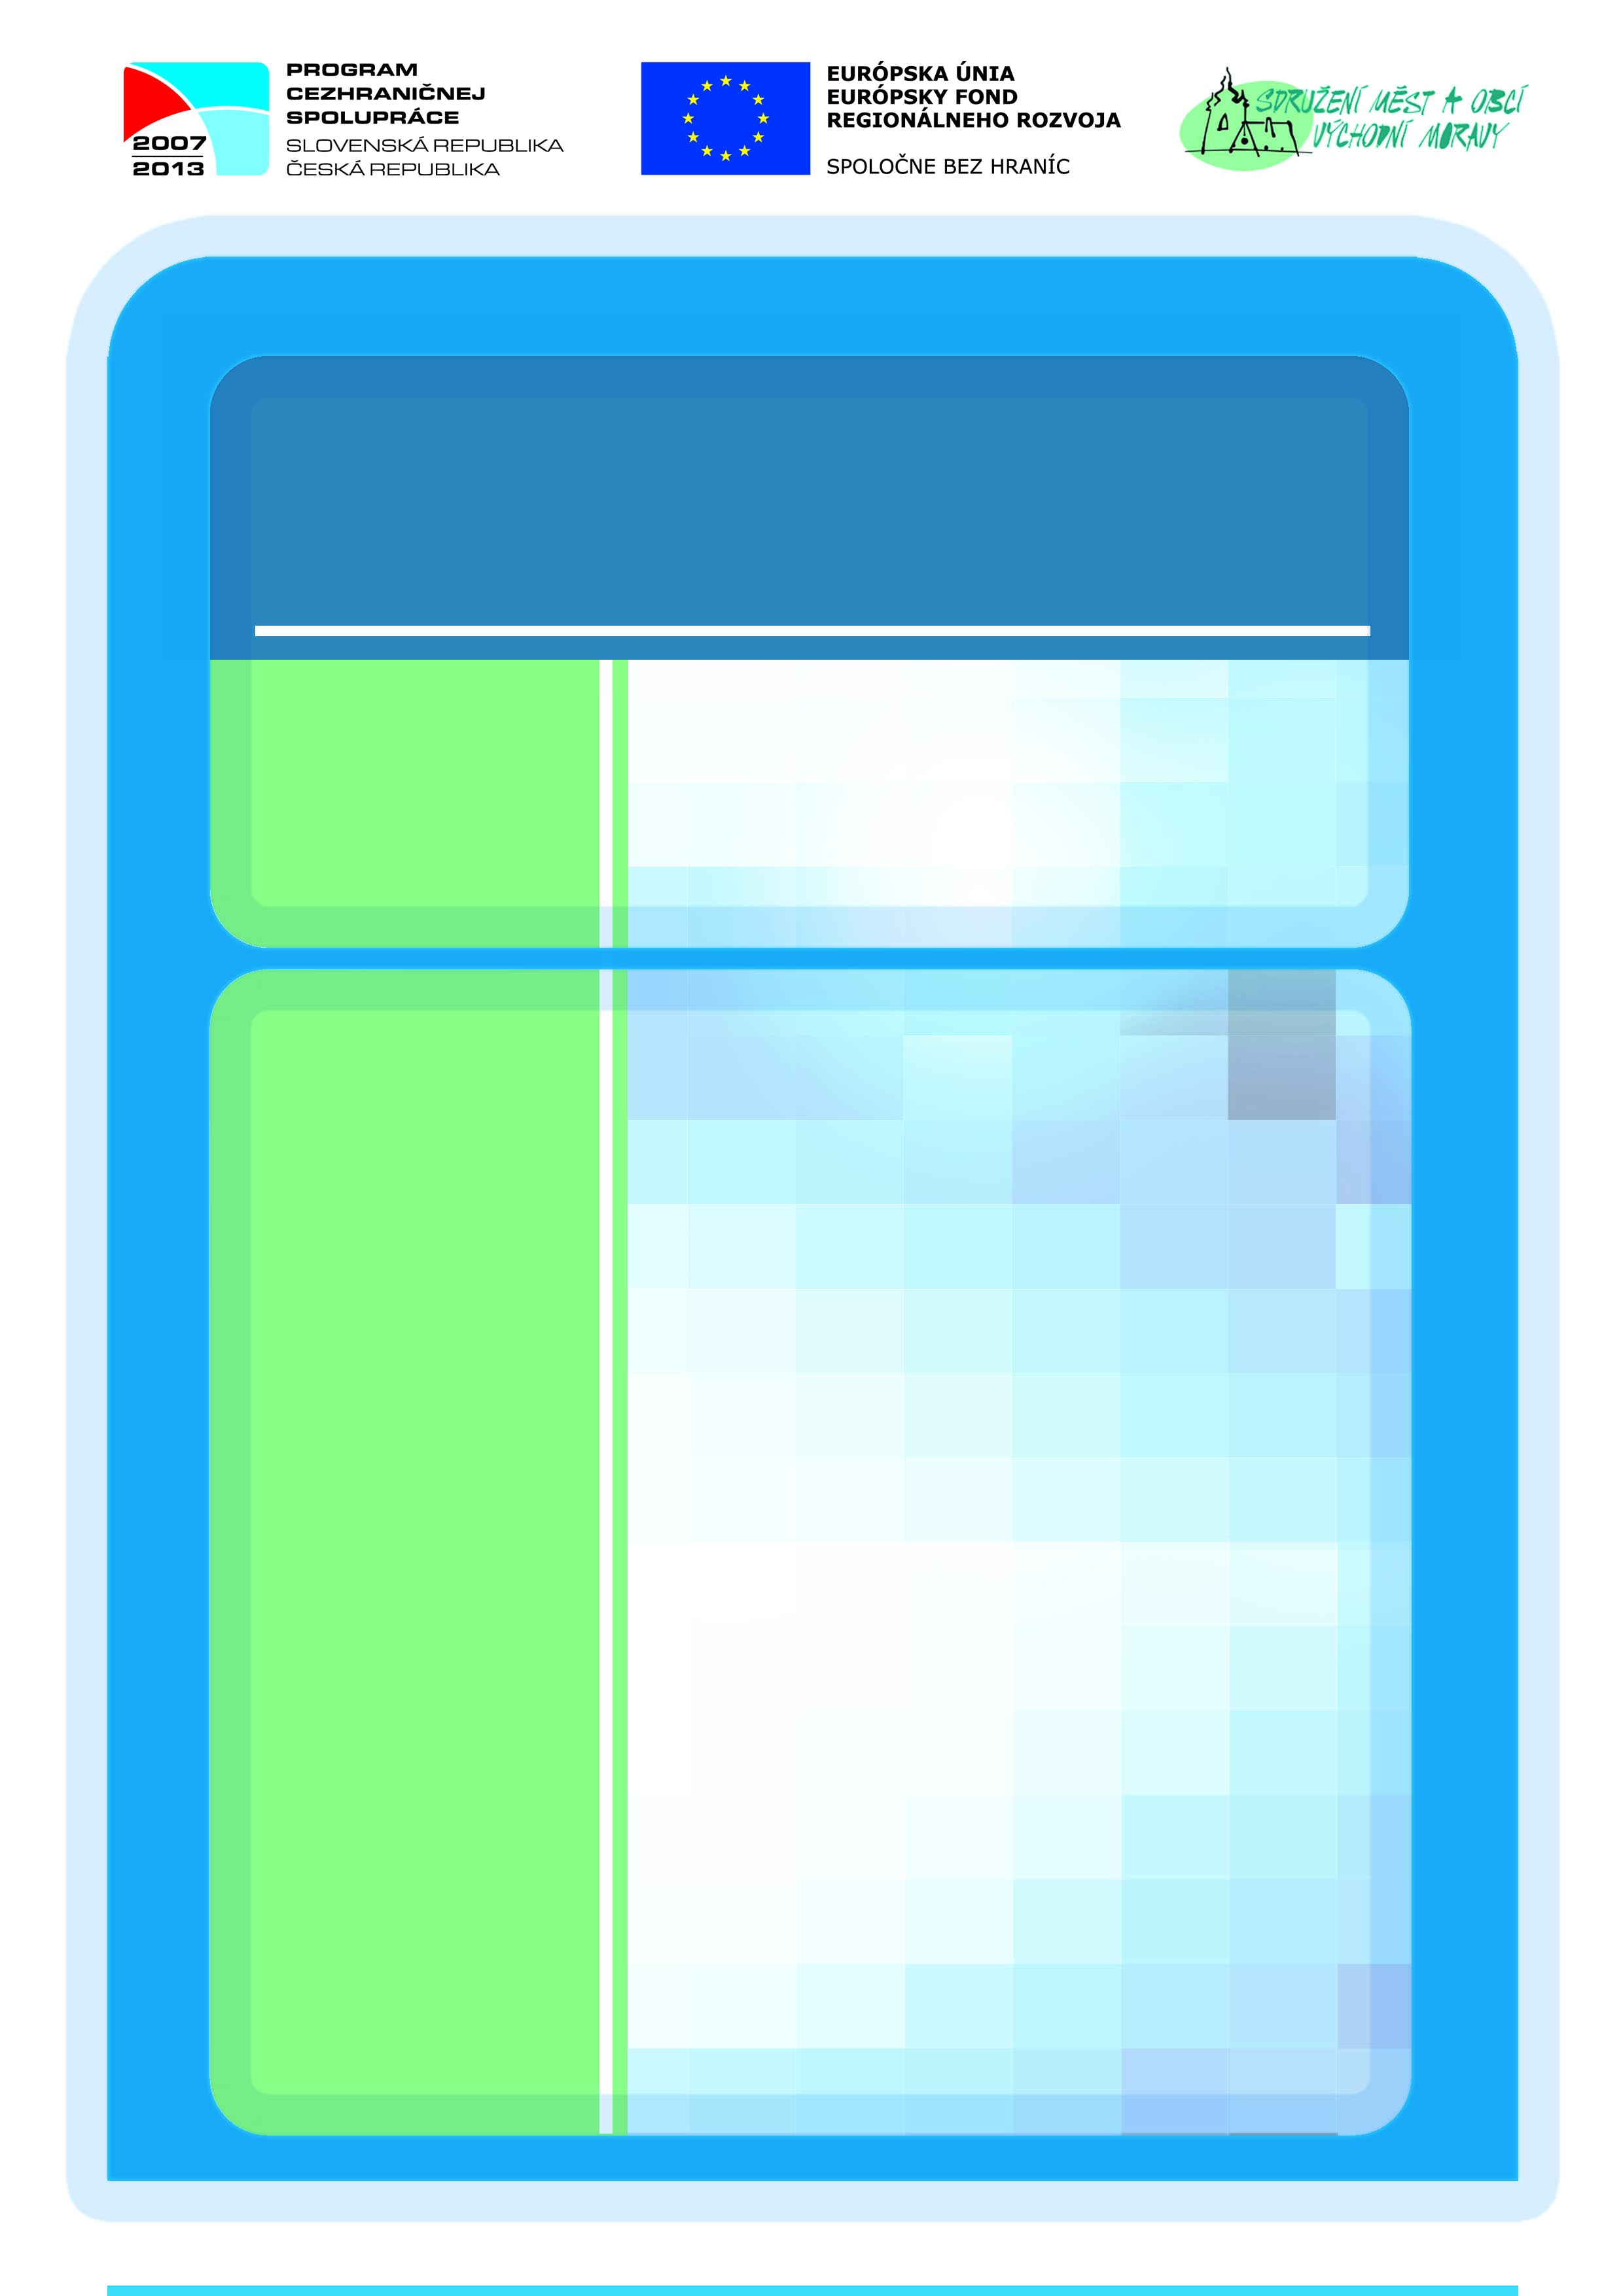 PROGRAM
CEZHRANIČNEJ
SPOLUPRÁCE
SLOVENSKÁ REPUBLIKA
ČESKÁ REPUBLIKA
2007
2013
EURÓPSKA ÚNIA
EURÓPSKY FOND
REGIONÁLNEHO ROZVOJA
SPOLOČNE BEZ HRANÍC
SDRUŽENÍ MĚST A OBCÍ
VÝCHODNÍ MORAVY